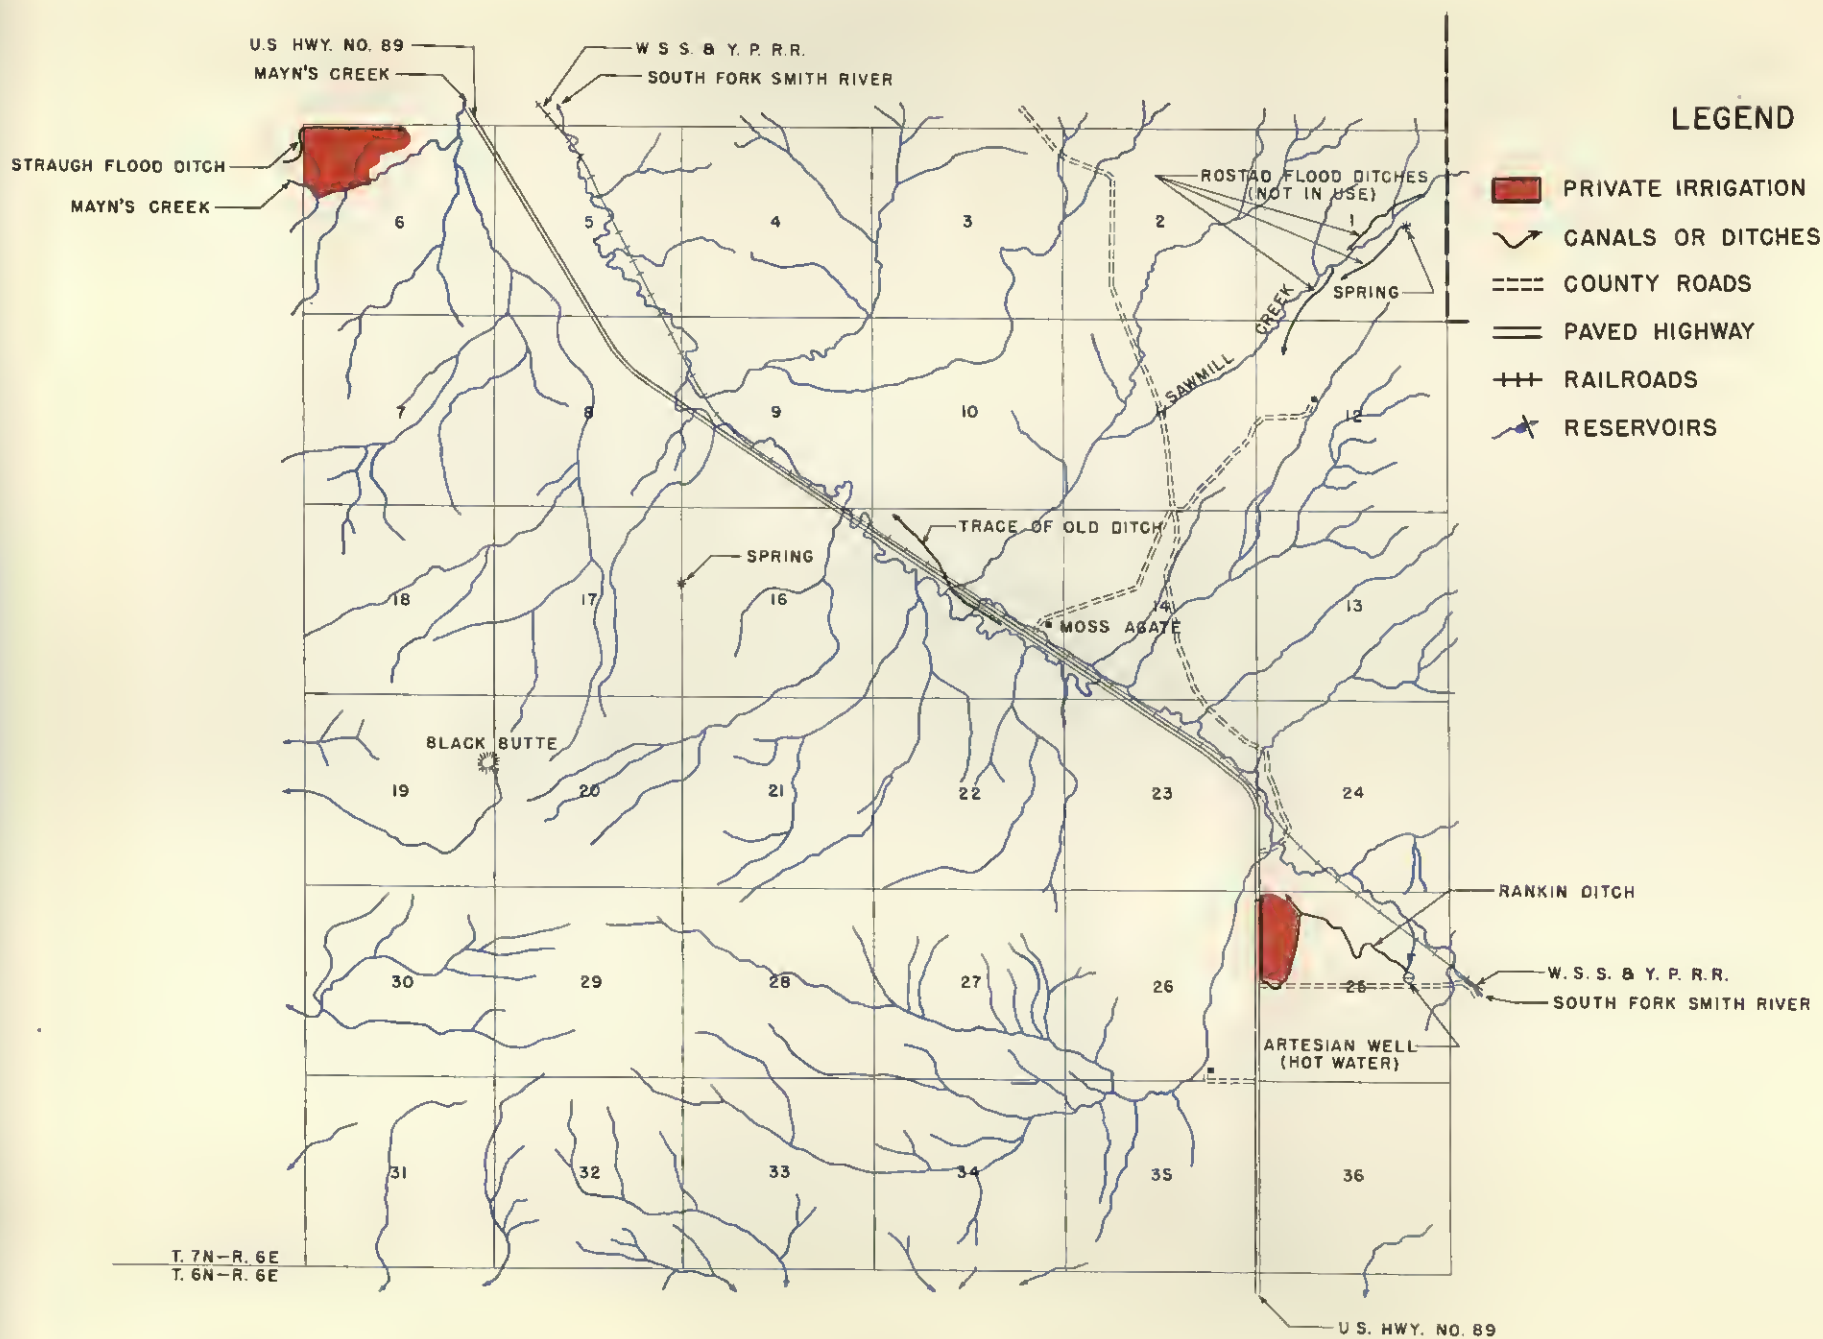 U.S HWY. NO. 89
W S S. & Y. P. R.R.
MAYN'S CREEK
SOUTH FORK SMITH RIVER
LEGEND
STRAUGH FLOOD DITCH
MAYN'S CREEK
ROSTAD FLOOD DITCHES
(NOT IN USE)
PRIVATE IRRIGATION
6
5
4
3
2
1
CANALS OR DITCHES
SPRING
COUNTY ROADS
CREEK
PAVED HIGHWAY
SAWMILL
RAILROADS
7
8
9
10
12
RESERVOIRS
TRACE OF OLD DITCH
SPRING
18
17
16
14
13
MOSS AGATE
BLACK BUTTE
19
20
21
22
23
24
RANKIN DITCH
30
29
28
27
26
25
W. S. S. & Y. P. R.R.
SOUTH FORK SMITH RIVER
ARTESIAN WELL
(HOT WATER)
31
32
33
34
35
36
T. 7N-R. 6E
T. 6N-R. 6E
U S. HWY. NO. 89